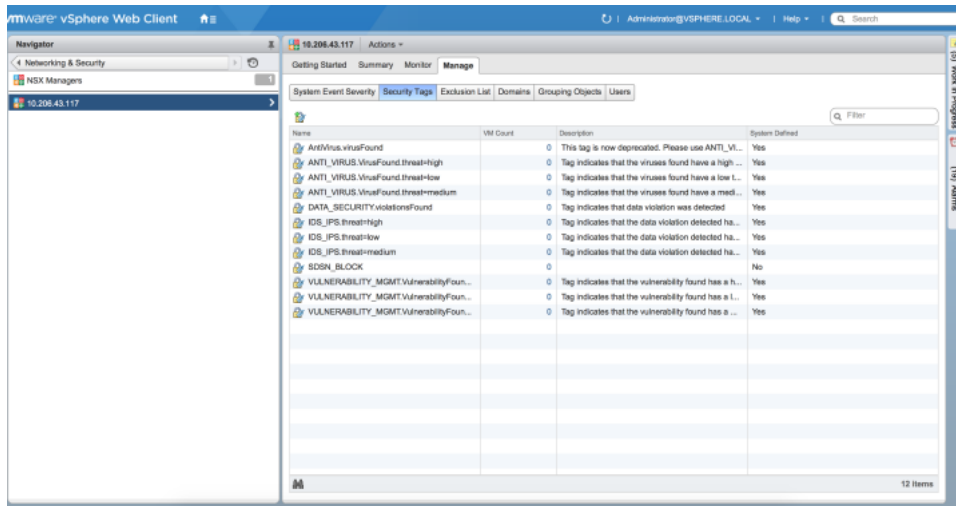 vmware® vSphere Web Client
Administrator@VSPHERE.LOCAL | Help | Search
Navigator
Networking & Security
NSX Managers 1
10.206.43.117
10.206.43.117 Actions
Getting Started Summary Monitor Manage
System Event Severity Security Tags Exclusion List Domains Grouping Objects Users
Filter
Name VM Count Description System Defined
AntiVirus.virusFound 0 This tag is now deprecated. Please use ANTI_VI... Yes
ANTI_VIRUS.VirusFound.threat=high 0 Tag indicates that the viruses found have a high ... Yes
ANTI_VIRUS.VirusFound.threat=low 0 Tag indicates that the viruses found have a low t... Yes
ANTI_VIRUS.VirusFound.threat=medium 0 Tag indicates that the viruses found have a medi... Yes
DATA_SECURITY.violationsFound 0 Tag indicates that data violation was detected Yes
IDS_IPS.threat=high 0 Tag indicates that the data violation detected ha... Yes
IDS_IPS.threat=low 0 Tag indicates that the data violation detected ha... Yes
IDS_IPS.threat=medium 0 Tag indicates that the data violation detected ha... Yes
SDSN_BLOCK 0 No
VULNERABILITY_MGMT.VulnerabilityFoun... 0 Tag indicates that the vulnerability found has a h... Yes
VULNERABILITY_MGMT.VulnerabilityFoun... 0 Tag indicates that the vulnerability found has a l... Yes
VULNERABILITY_MGMT.VulnerabilityFoun... 0 Tag indicates that the vulnerability found has a ... Yes
12 items
(0) Work In Progress
Alarms